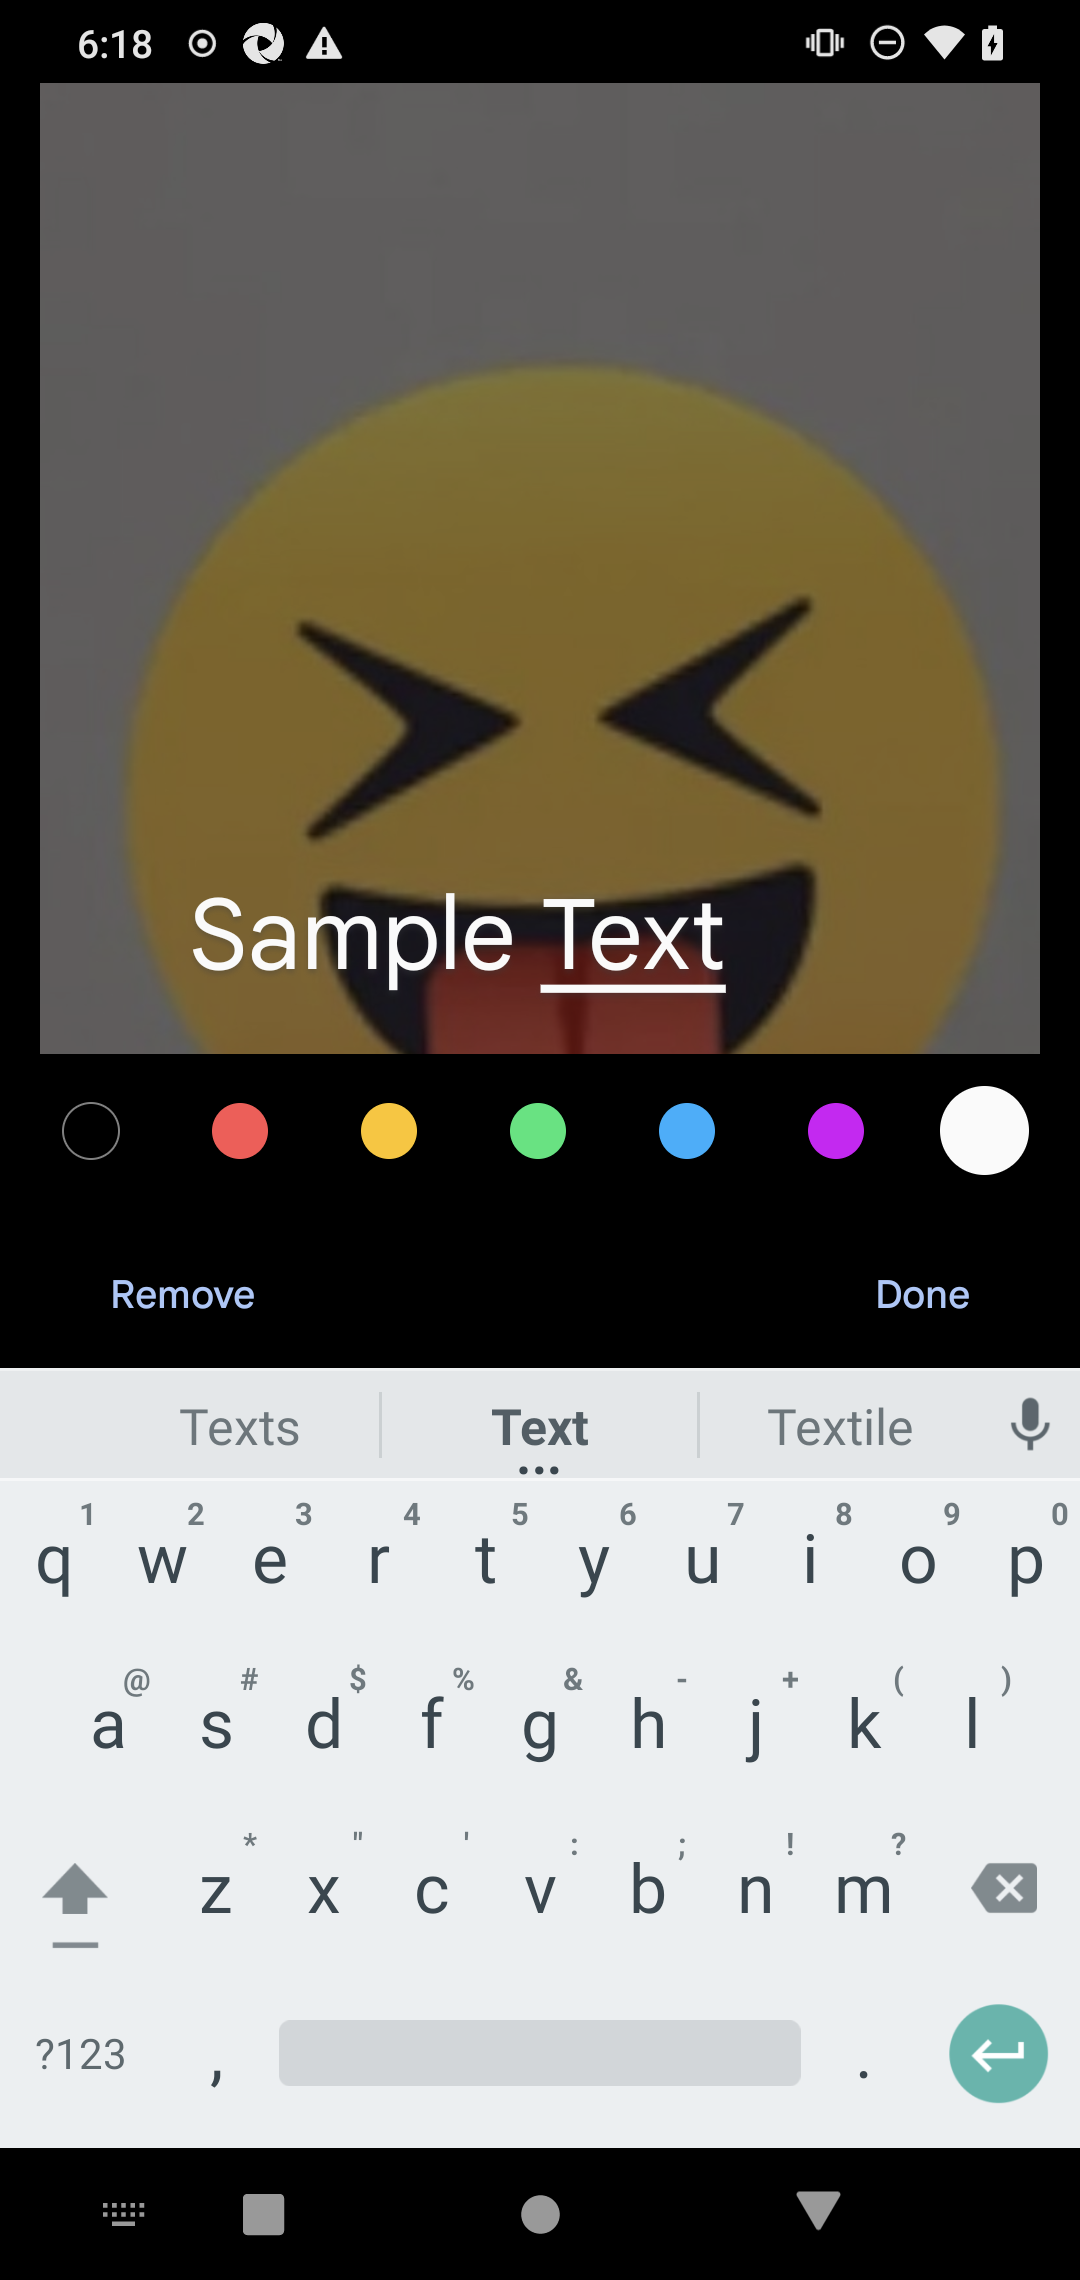 6:18
Sample Text
Remove Done
Texts Text Textile
1 2 3 4 5 6 7 8 9 0
q w e r t y u i o p
@ # $ % & - + ( )
a s d f g h j k l
* " ' : ; ! ?
z x c v b n m
?123 , .